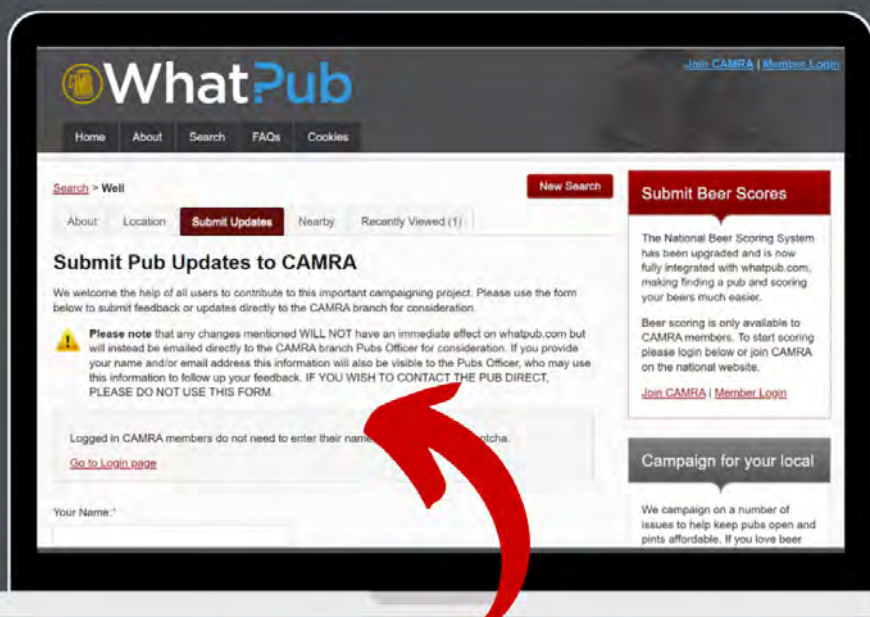 CAMRA
What?ub
Join CAMRA | Member Login
Home About Search FAQs Cookies
Search > Well
New Search
About Location Submit Updates Nearby Recently Viewed (1)
Submit Pub Updates to CAMRA
We welcome the help of all users to contribute to this important campaigning project. Please use the form
below to submit feedback or updates directly to the CAMRA branch for consideration.
Please note that any changes mentioned WILL NOT have an immediate effect on whatpub.com but
will instead be emailed directly to the CAMRA branch Pubs Officer for consideration. If you provide
your name and/or email address this information will also be visible to the Pubs Officer, who may use
this information to follow up your feedback. IF YOU WISH TO CONTACT THE PUB DIRECT,
PLEASE DO NOT USE THIS FORM.
Logged in CAMRA members do not need to enter their name
Go to Login page
Your Name:*
Submit Beer Scores
The National Beer Scoring System
has been upgraded and is now
fully integrated with whatpub.com,
making finding a pub and scoring
your beers much easier.
Beer scoring is only available to
CAMRA members. To start scoring
please login below or join CAMRA
on the national website.
Join CAMRA | Member Login
Campaign for your local
We campaign on a number of
issues to help keep pubs open and
pints affordable. If you love beer